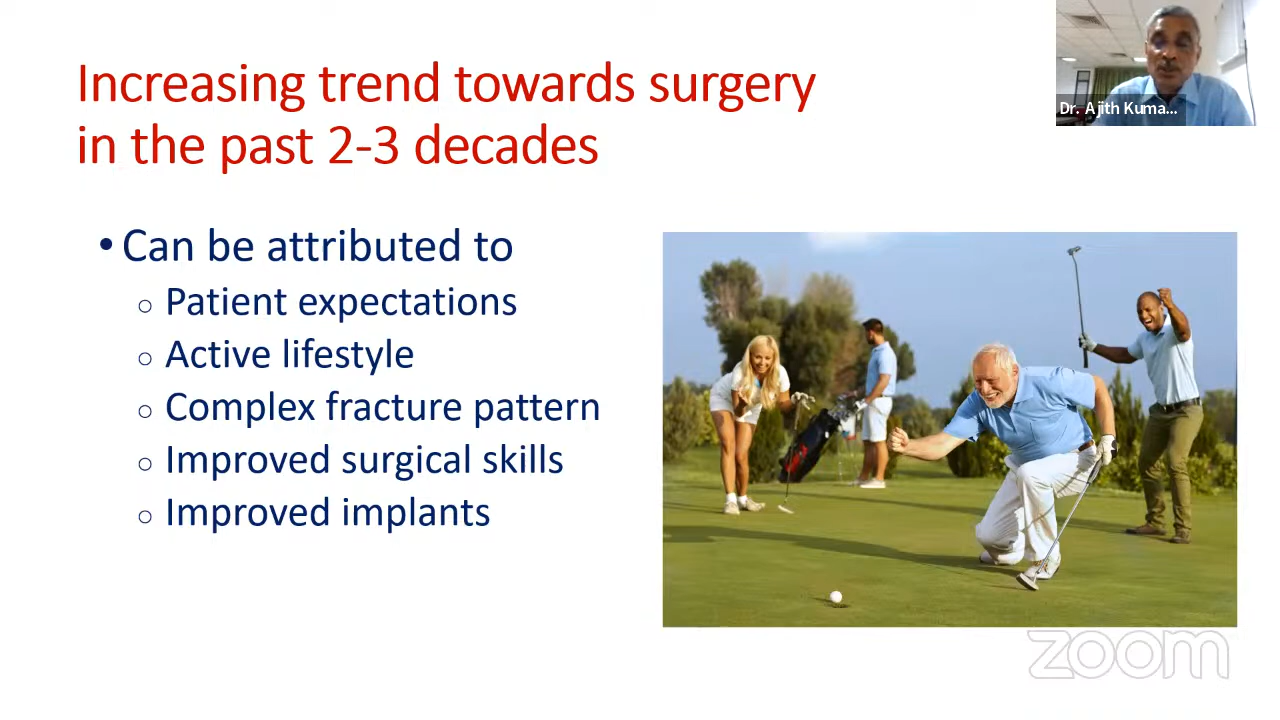 Increasing trend towards surgery
in the past 2-3 decades
Dr. Ajith Kuma...
• Can be attributed to
○ Patient expectations
○ Active lifestyle
○ Complex fracture pattern
○ Improved surgical skills
○ Improved implants
zoom